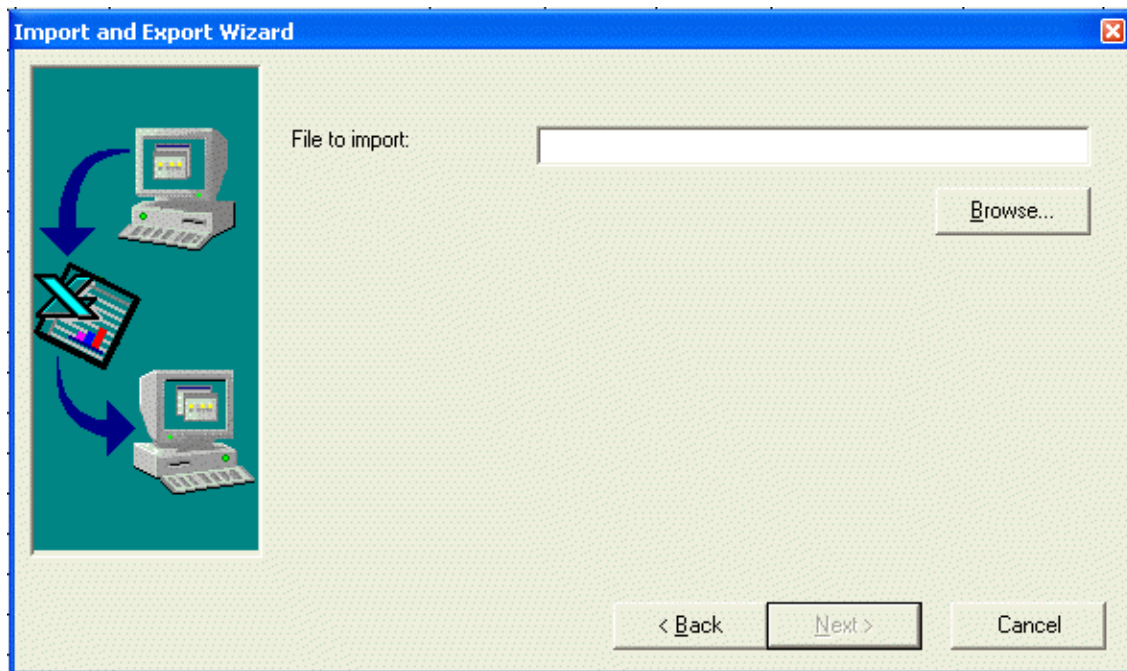 Import and Export Wizard
File to import:
Browse...
< Back
Next >
Cancel